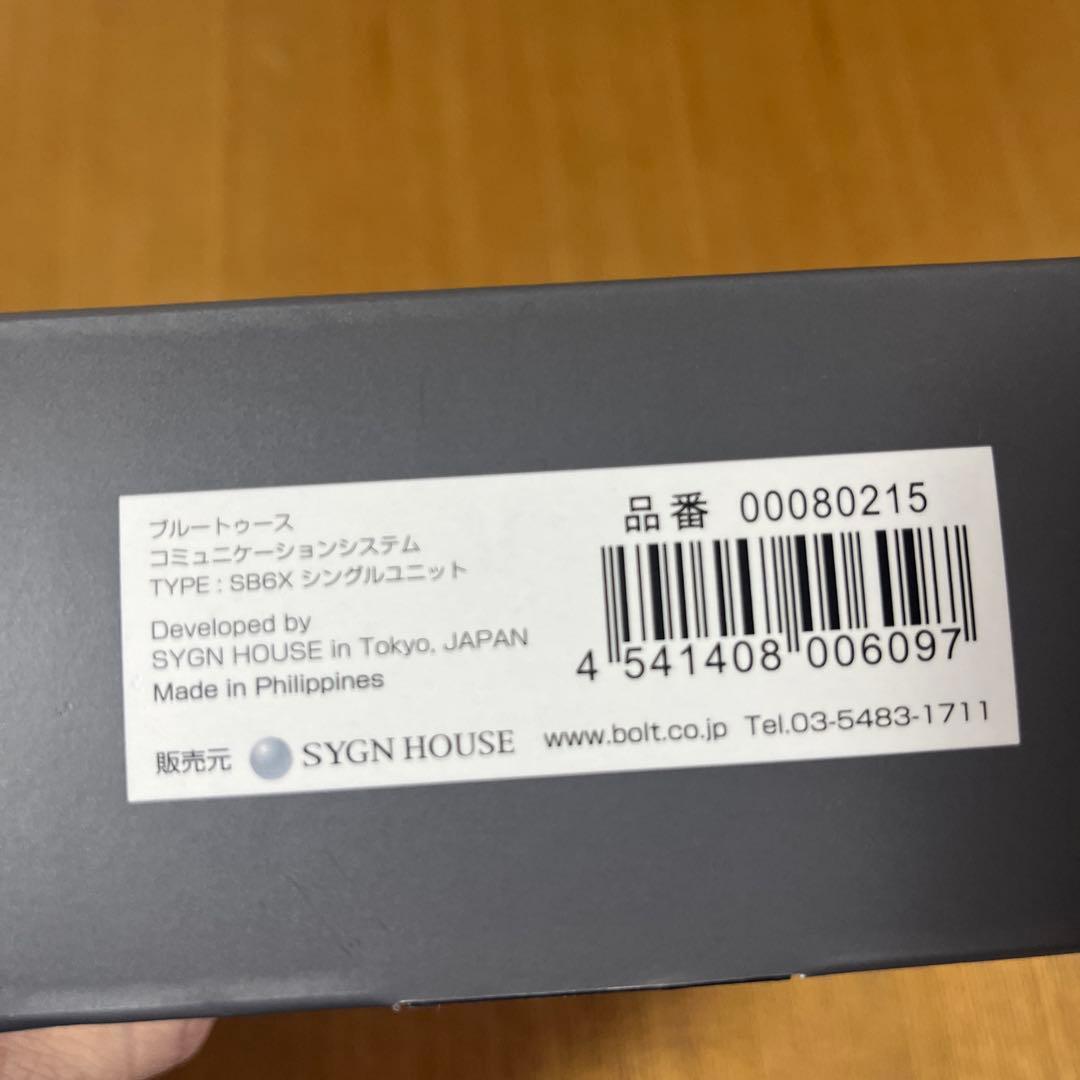 ブルートゥース
コミュニケーションシステム
TYPE : SB6X シングルユニット
Developed by
SYGN HOUSE in Tokyo, JAPAN
Made in Philippines
品番 00080215
4 541408 006097
販売元 SYGN HOUSE www.bolt.co.jp Tel.03-5483-1711